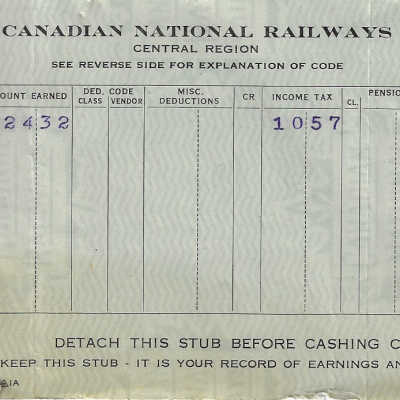 CANADIAN NATIONAL RAILWAYS
CENTRAL REGION
SEE REVERSE SIDE FOR EXPLANATION OF CODE
OUNT EARNED DED. CODE CLASS VENDOR MISC. DEDUCTIONS CR INCOME TAX CL. PENSIO
2432 1057
DETACH THIS STUB BEFORE CASHING C
KEEP THIS STUB - IT IS YOUR RECORD OF EARNINGS AN